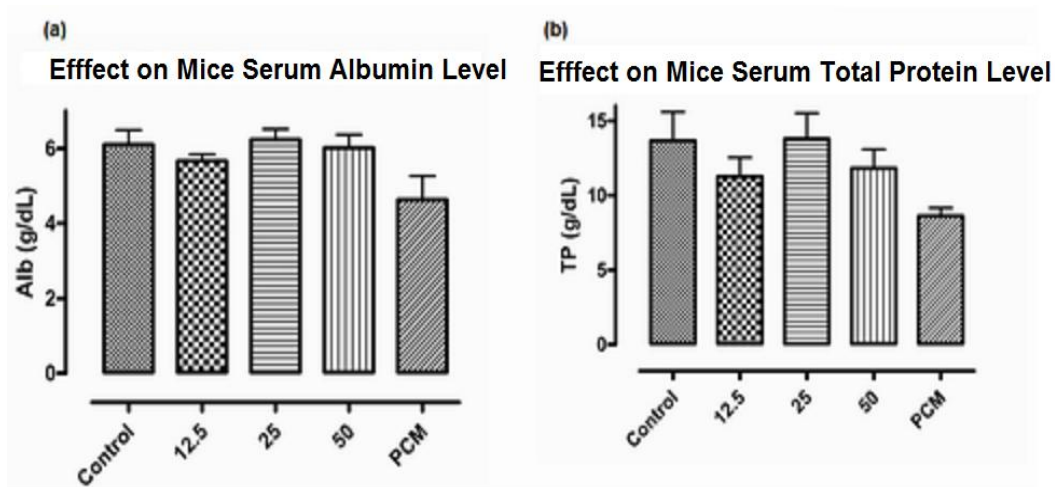 (a)
Efffect on Mice Serum Albumin Level
Alb (g/dL)
6
4
2
0
Control
12.5
25
50
PCM
(b)
Efffect on Mice Serum Total Protein Level
TP (g/dL)
15
10
5
0
Control
12.5
25
50
PCM